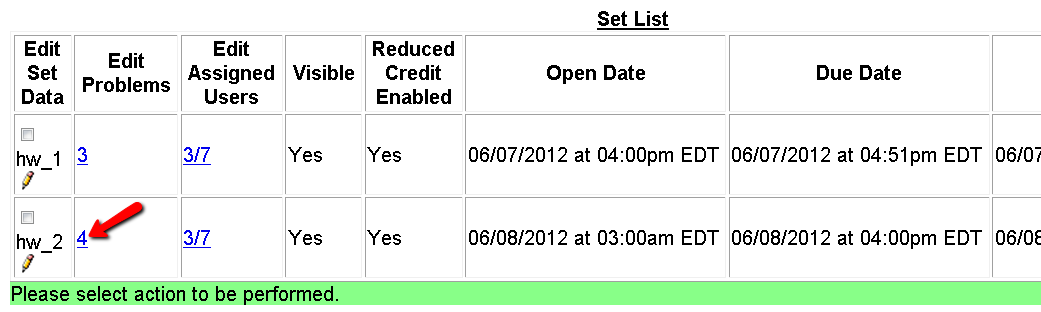 Set List
Edit Set Data Edit Problems Edit Assigned Users Visible Reduced Credit Enabled Open Date Due Date
hw_1 3 3/7 Yes Yes 06/07/2012 at 04:00pm EDT 06/07/2012 at 04:51pm EDT 06/07
hw_2 4 3/7 Yes Yes 06/08/2012 at 03:00am EDT 06/08/2012 at 04:00pm EDT 06/08
Please select action to be performed.